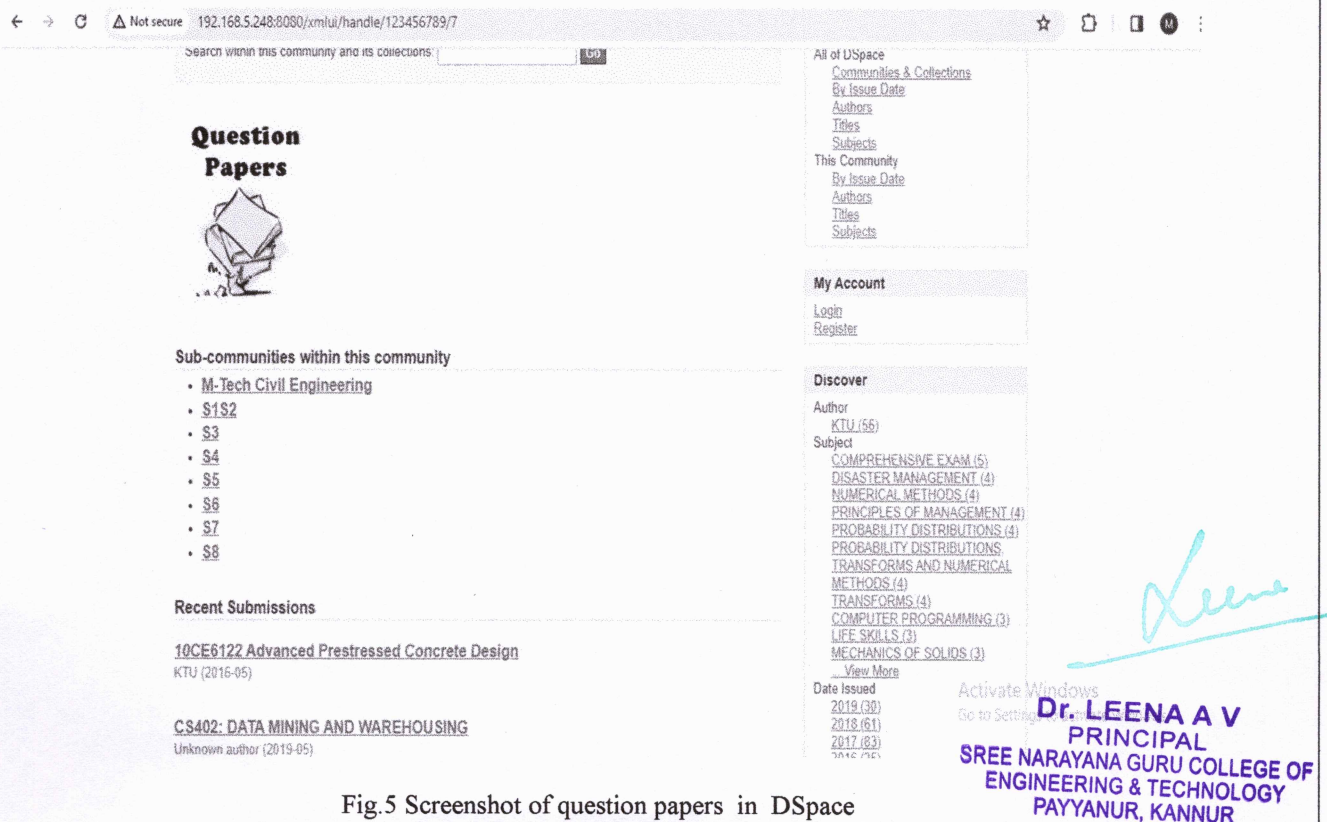 Not secure 192.168.5.248:8080/xmlui/handle/123456789/7
M
Search within this community and its collections: Go
Question
Papers
Sub-communities within this community
• M-Tech Civil Engineering
• S1S2
• S3
• S4
• S5
• S6
• S7
• S8
Recent Submissions
10CE6122 Advanced Prestressed Concrete Design
KTU (2016-05)
CS402: DATA MINING AND WAREHOUSING
Unknown author (2019-05)
All of DSpace
Communities & Collections
By Issue Date
Authors
Titles
Subjects
This Community
By Issue Date
Authors
Titles
Subjects
My Account
Login
Register
Discover
Author
KTU (56)
Subject
COMPREHENSIVE EXAM (5)
DISASTER MANAGEMENT (4)
NUMERICAL METHODS (4)
PRINCIPLES OF MANAGEMENT (4)
PROBABILITY DISTRIBUTIONS (4)
PROBABILITY DISTRIBUTIONS,
TRANSFORMS AND NUMERICAL
METHODS (4)
TRANSFORMS (4)
COMPUTER PROGRAMMING (3)
LIFE SKILLS (3)
MECHANICS OF SOLIDS (3)
... View More
Date Issued
2019 (30)
2018 (61)
2017 (83)
Leena
Activate Windows
Go to Settings to
Dr. LEENA A V
PRINCIPAL
SREE NARAYANA GURU COLLEGE OF
ENGINEERING & TECHNOLOGY
PAYYANUR, KANNUR
Fig.5 Screenshot of question papers in DSpace